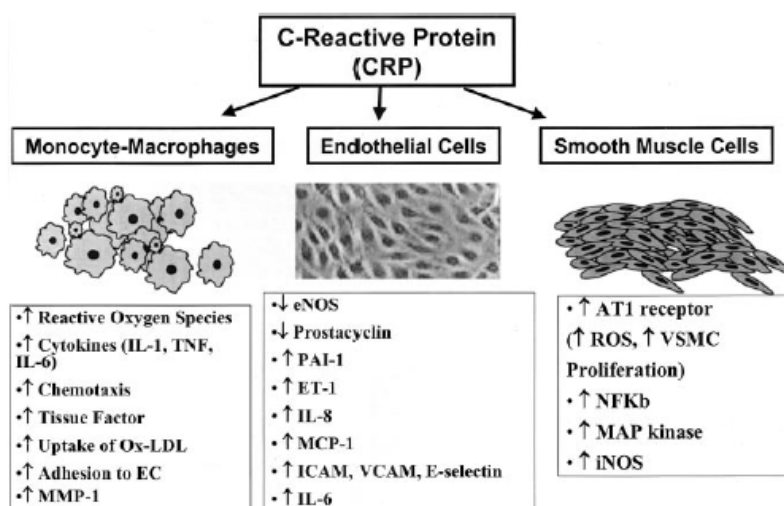 C-Reactive Protein
(CRP)
Monocyte-Macrophages
Endothelial Cells
Smooth Muscle Cells
•↑ Reactive Oxygen Species
•↑ Cytokines (IL-1, TNF,
IL-6)
•↑ Chemotaxis
•↑ Tissue Factor
•↑ Uptake of Ox-LDL
•↑ Adhesion to EC
•↑ MMP-1
•↓ eNOS
•↓ Prostacyclin
•↑ PAI-1
•↑ ET-1
•↑ IL-8
•↑ MCP-1
•↑ ICAM, VCAM, E-selectin
•↑ IL-6
•↑ AT1 receptor
(↑ ROS, ↑ VSMC
Proliferation)
•↑ NFKb
•↑ MAP kinase
•↑ iNOS